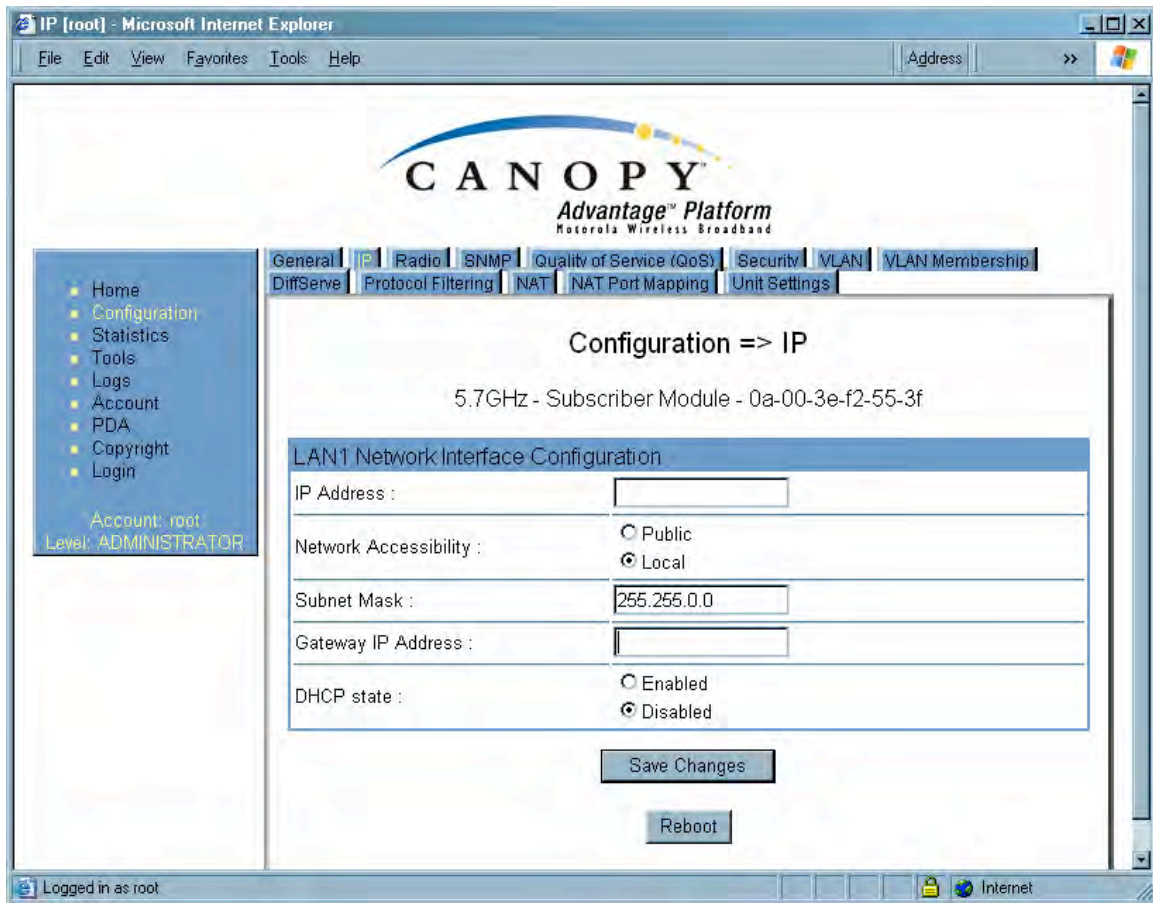 IP [root] - Microsoft Internet Explorer
File Edit View Favorites Tools Help Address »
CANOPY™
Advantage™ Platform
Motorola Wireless Broadband
General IP Radio SNMP Quality of Service (QoS) Security VLAN VLAN Membership
DiffServe Protocol Filtering NAT NAT Port Mapping Unit Settings
Home
Configuration
Statistics
Tools
Logs
Account
PDA
Copyright
Login
Account: root
Level: ADMINISTRATOR
Configuration => IP
5.7GHz - Subscriber Module - 0a-00-3e-f2-55-3f
LAN1 Network Interface Configuration
IP Address :
Network Accessibility :
Public
Local
Subnet Mask : 255.255.0.0
Gateway IP Address :
DHCP state :
Enabled
Disabled
Save Changes
Reboot
Logged in as root Internet